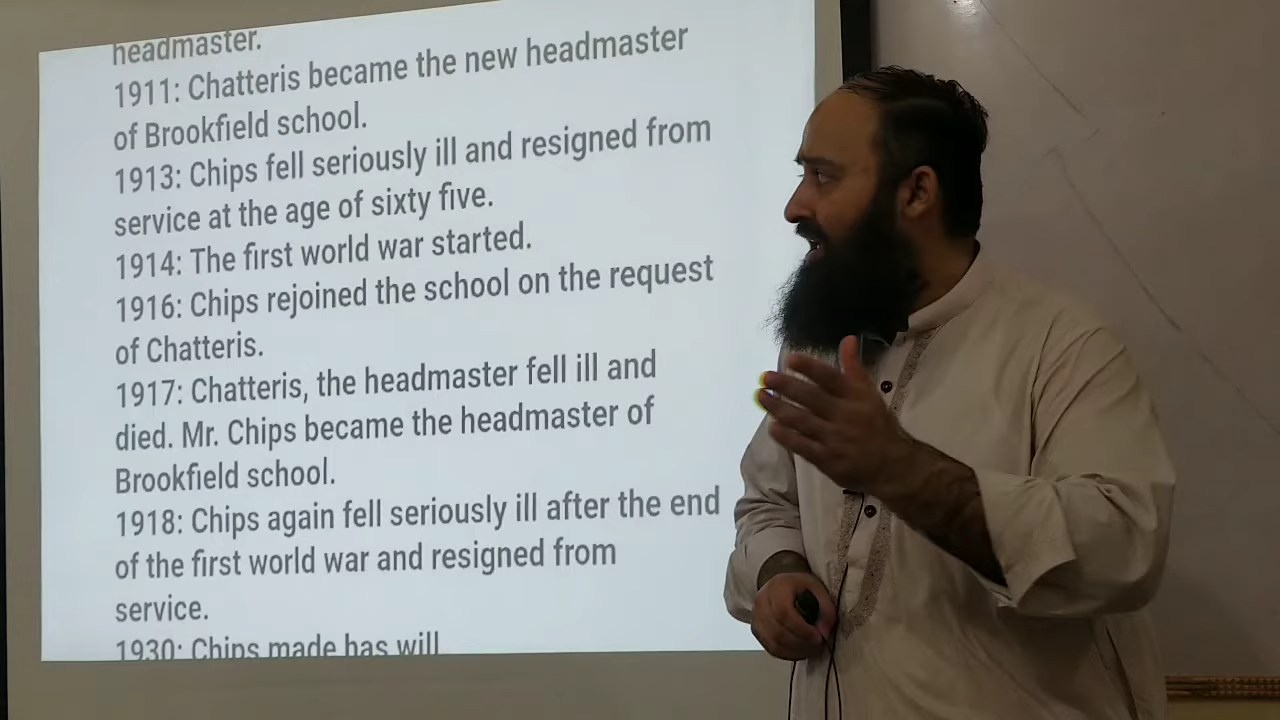 headmaster.
1911: Chatteris became the new headmaster
of Brookfield school.
1913: Chips fell seriously ill and resigned from
service at the age of sixty five.
1914: The first world war started.
1916: Chips rejoined the school on the request
of Chatteris.
1917: Chatteris, the headmaster fell ill and
died. Mr. Chips became the headmaster of
Brookfield school.
1918: Chips again fell seriously ill after the end
of the first world war and resigned from
service.
1930: Chips made has will